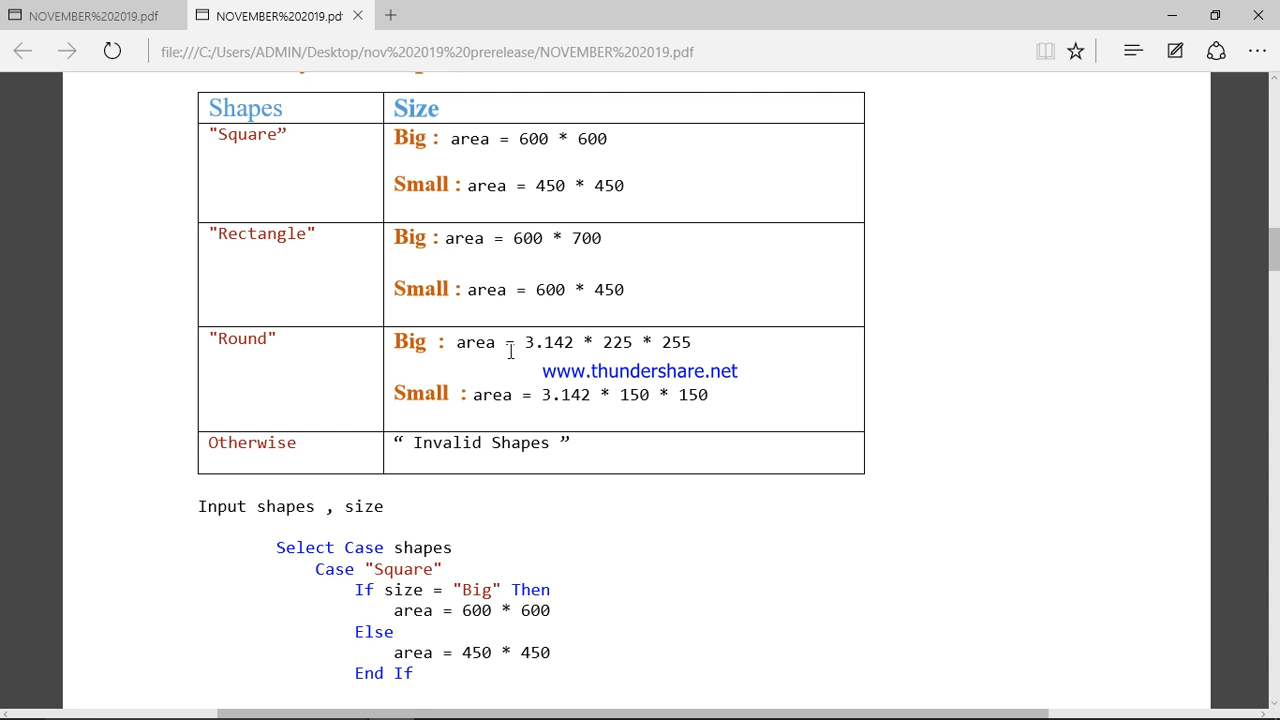 NOVEMBER%202019.pdf
NOVEMBER%202019.pd
file:///C:/Users/ADMIN/Desktop/nov%202019%20prerelease/NOVEMBER%202019.pdf
Shapes Size
"Square” Big : area = 600 * 600
Small : area = 450 * 450
"Rectangle" Big : area = 600 * 700
Small : area = 600 * 450
"Round" Big : area = 3.142 * 225 * 255
www.thundershare.net
Small : area = 3.142 * 150 * 150
Otherwise “ Invalid Shapes ”
Input shapes , size
Select Case shapes
Case "Square"
If size = "Big" Then
area = 600 * 600
Else
area = 450 * 450
End If